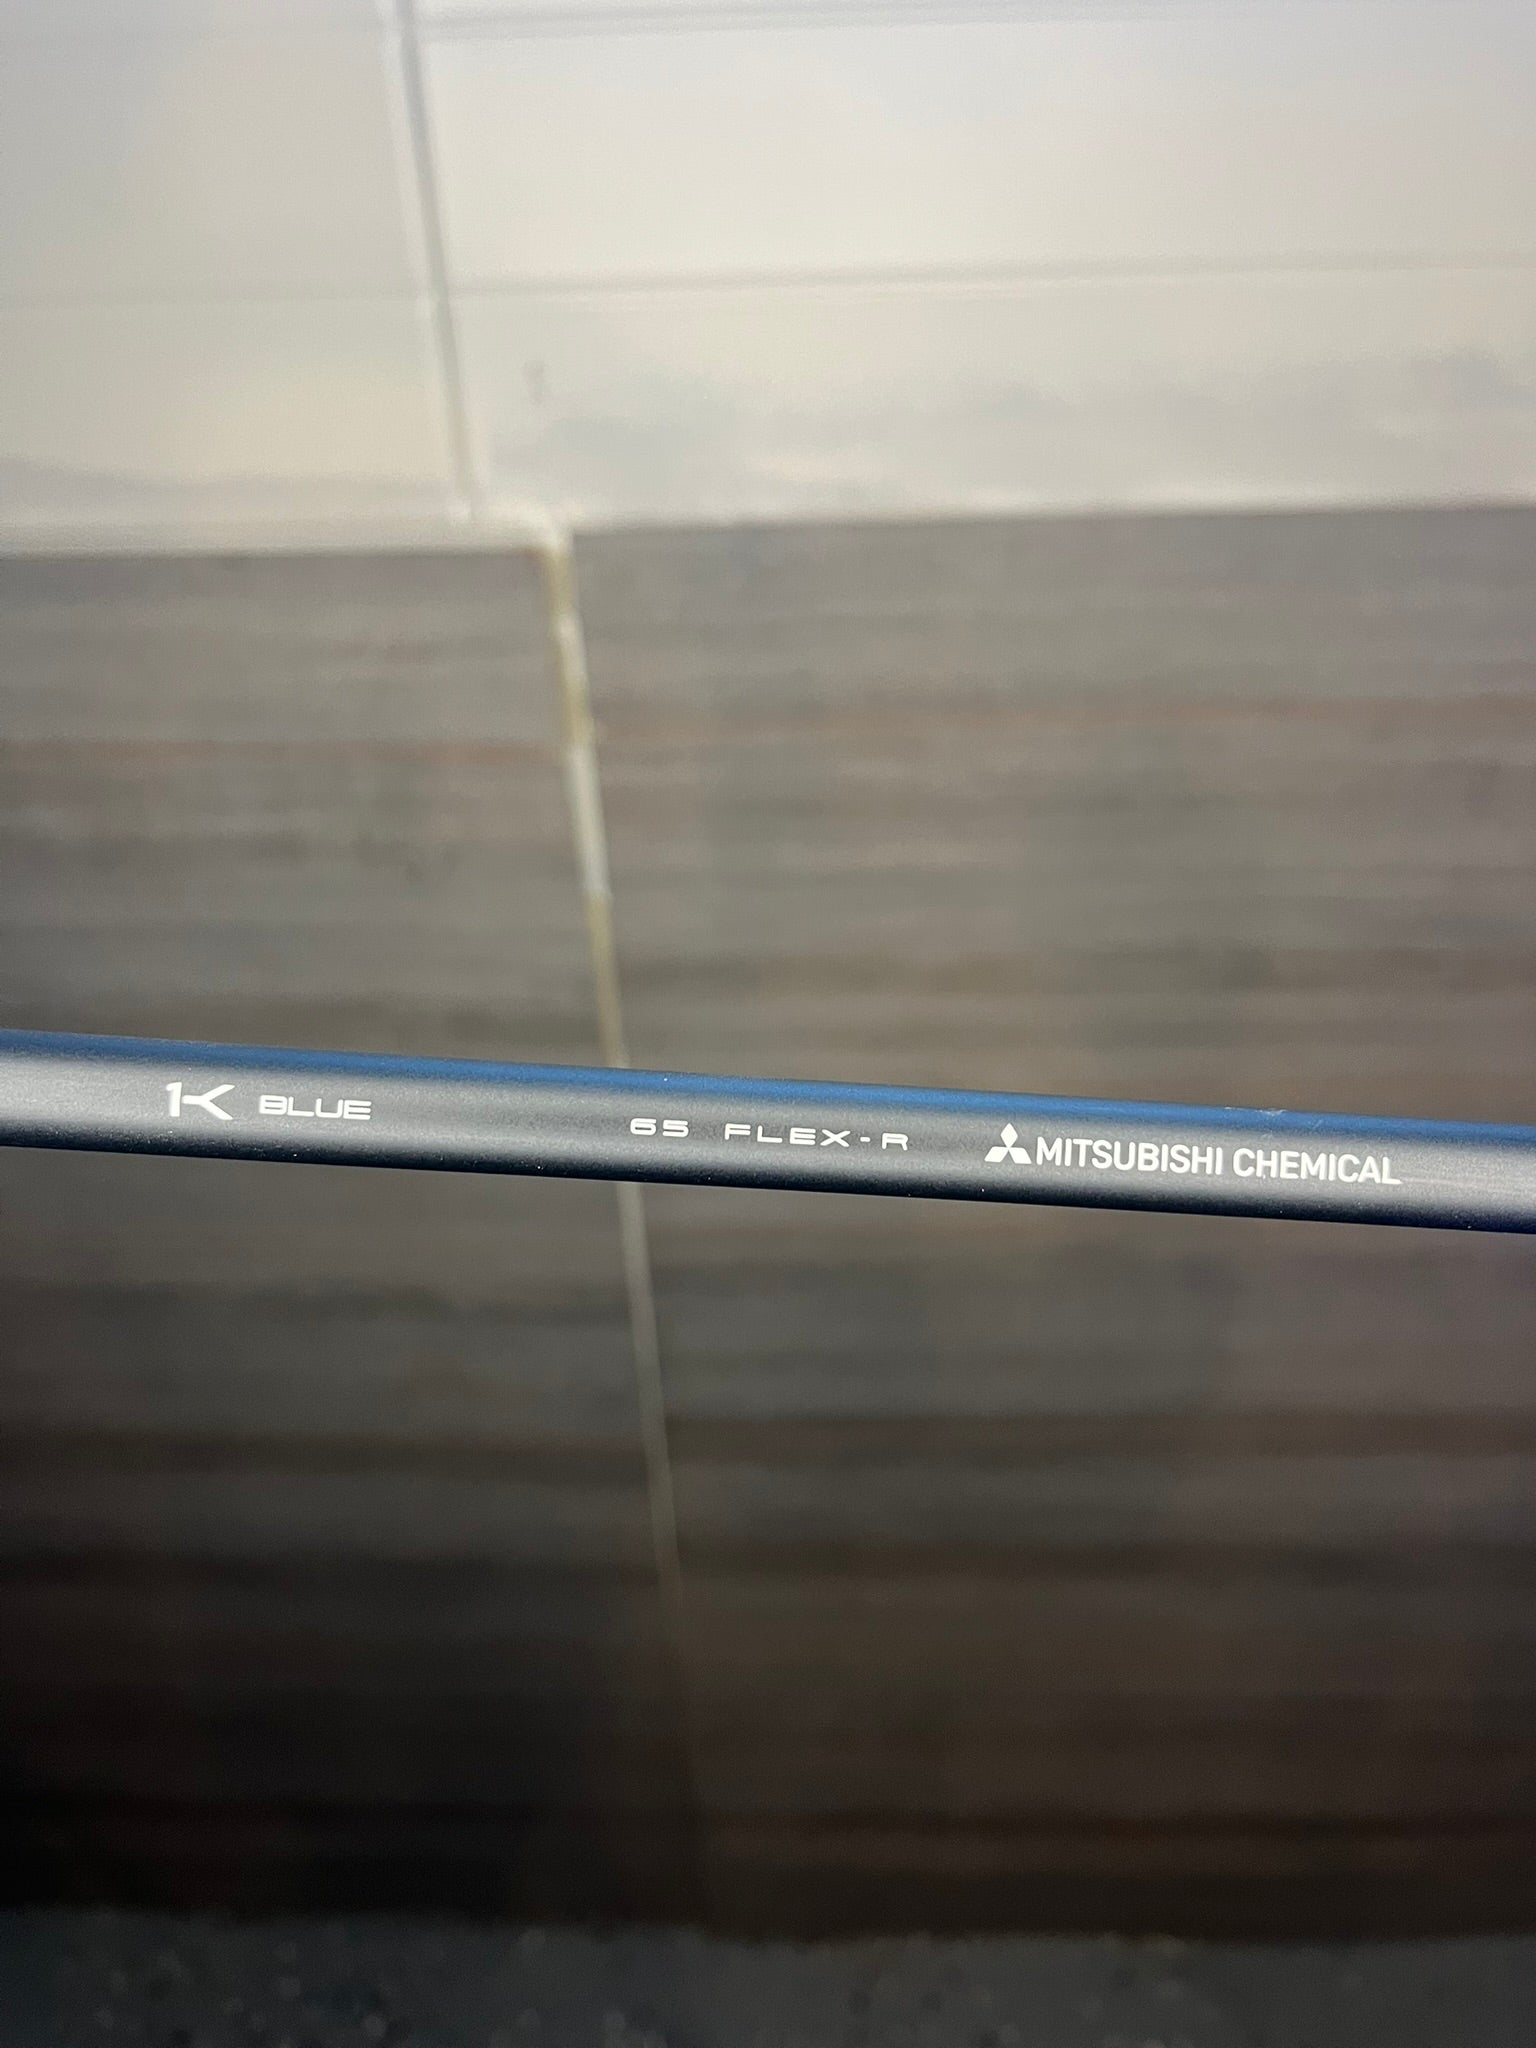 1K BLUE 65 FLEX-R MITSUBISHI CHEMICAL